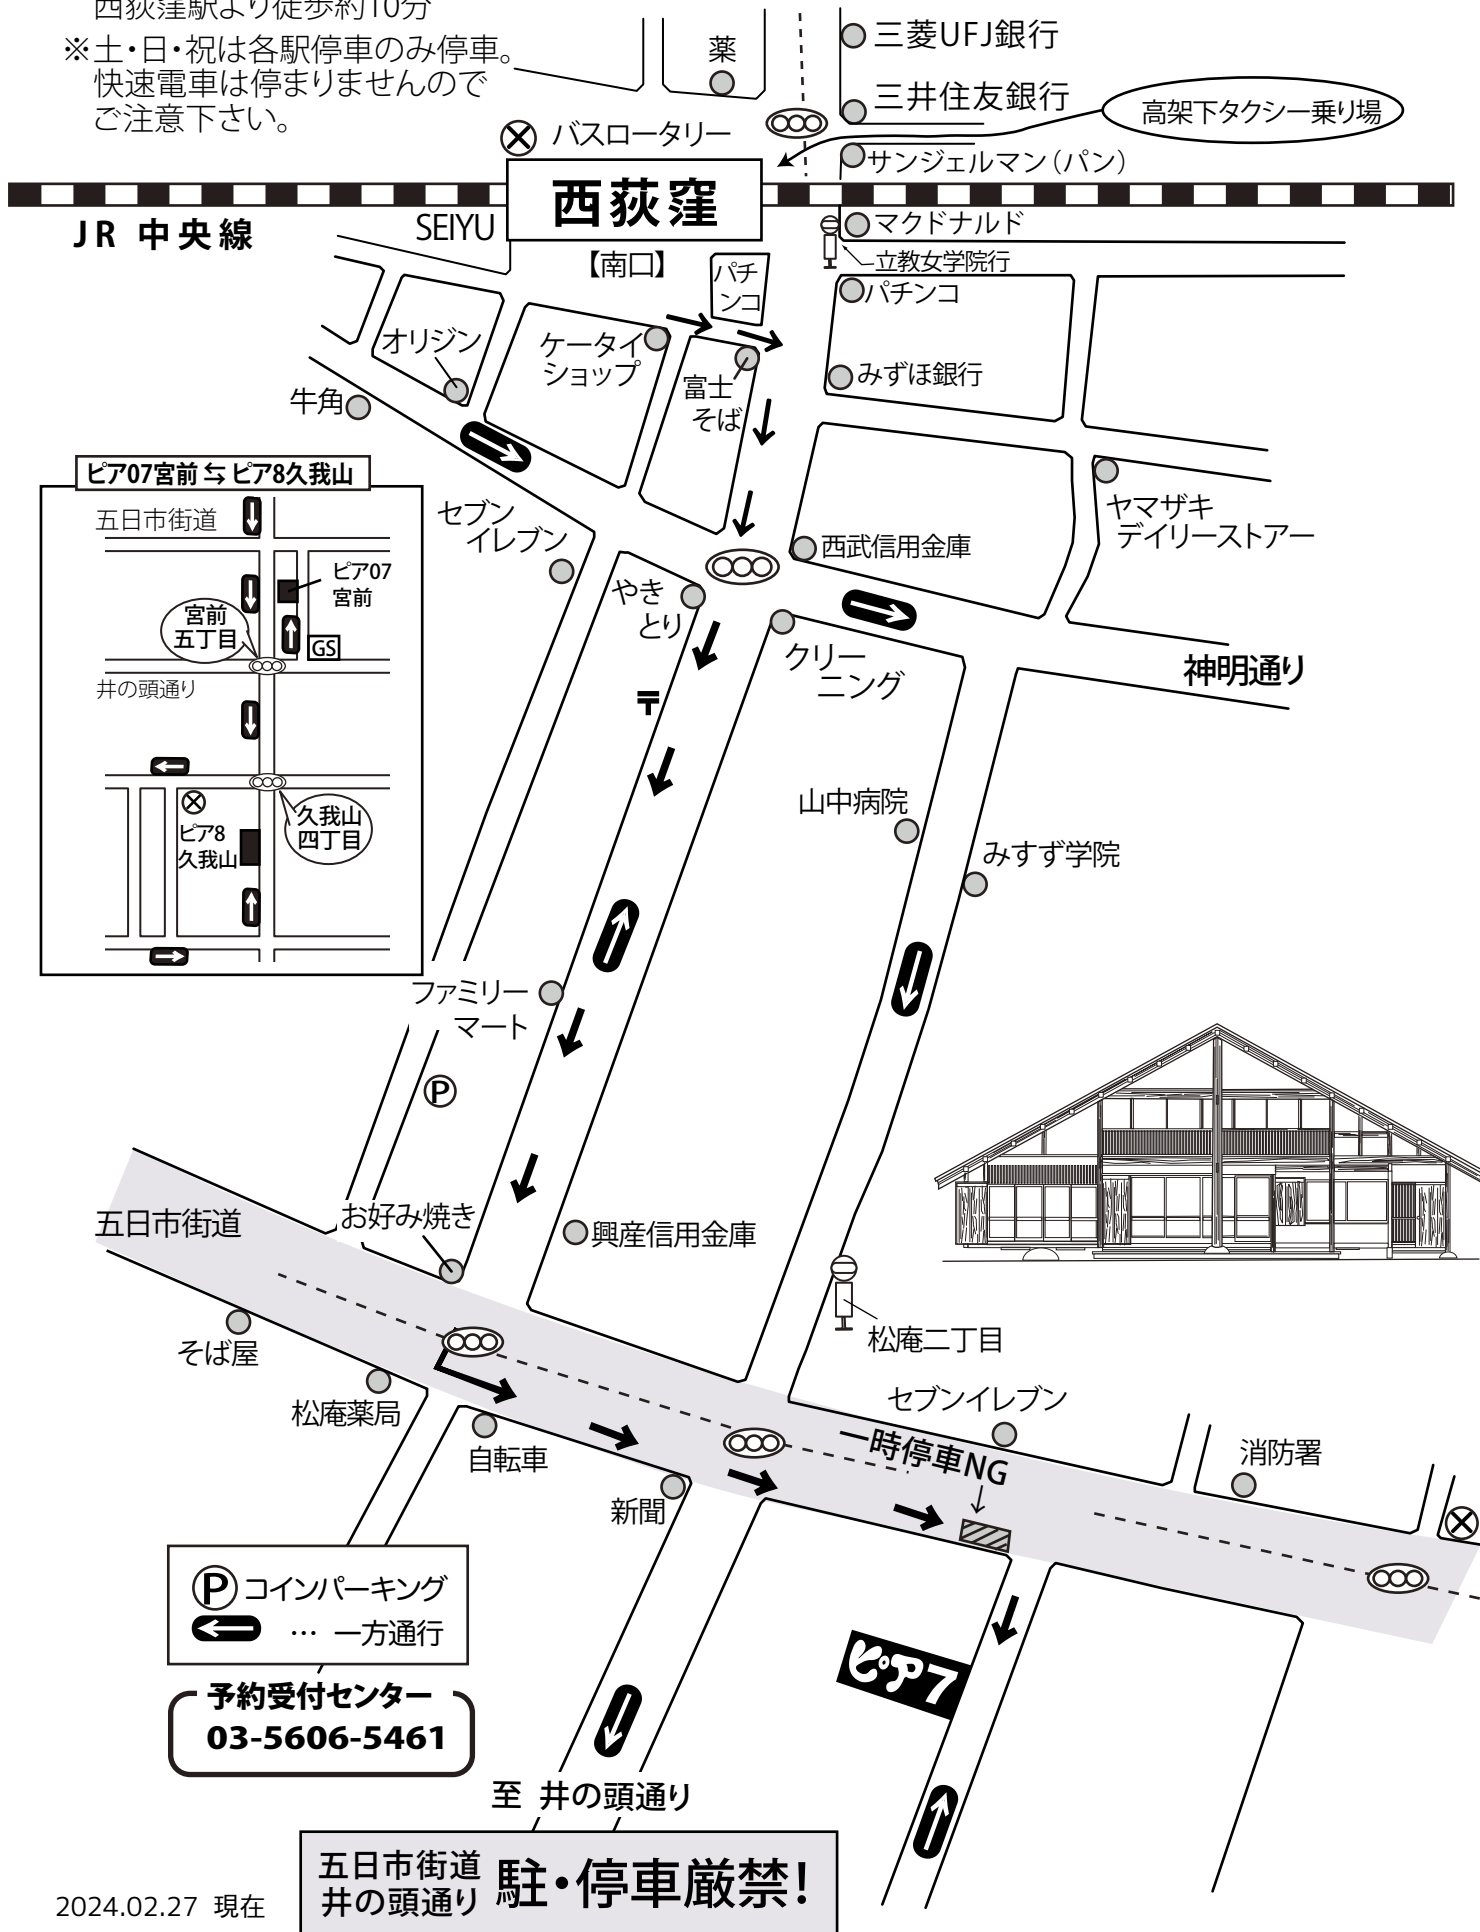 西荻窪駅より徒歩約10分
※土・日・祝は各駅停車のみ停車。
快速電車は停まりませんので
ご注意下さい。
薬
三菱UFJ銀行
三井住友銀行
高架下タクシー乗り場
バスロータリー
サンジェルマン（パン）
西荻窪
JR 中央線
SEIYU
マクドナルド
【南口】
立教女学院行
パチ
ンコ
パチンコ
オリジン
ケータイ
ショップ
富士
そば
みずほ銀行
牛角
ピア07宮前⇆ピア8久我山
五日市街道
ピア07
宮前
宮前
五丁目
GS
井の頭通り
久我山
四丁目
ピア8
久我山
セブン
イレブン
ヤマザキ
デイリーストアー
西武信用金庫
やき
とり
クリー
ニング
神明通り
〒
山中病院
みすず学院
ファミリー
マート
P
五日市街道
お好み焼き
興産信用金庫
松庵二丁目
そば屋
松庵薬局
自転車
新聞
セブンイレブン
一時停車NG
消防署
P コインパーキング
← … 一方通行
予約受付センター
03-5606-5461
ピア7
至 井の頭通り
五日市街道
井の頭通り
駐・停車厳禁!
2024.02.27 現在